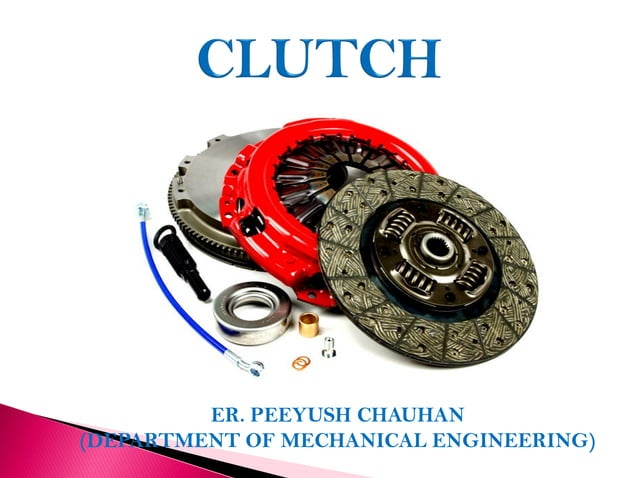 CLUTCH
ER. PEEYUSH CHAUHAN
(DEPARTMENT OF MECHANICAL ENGINEERING)